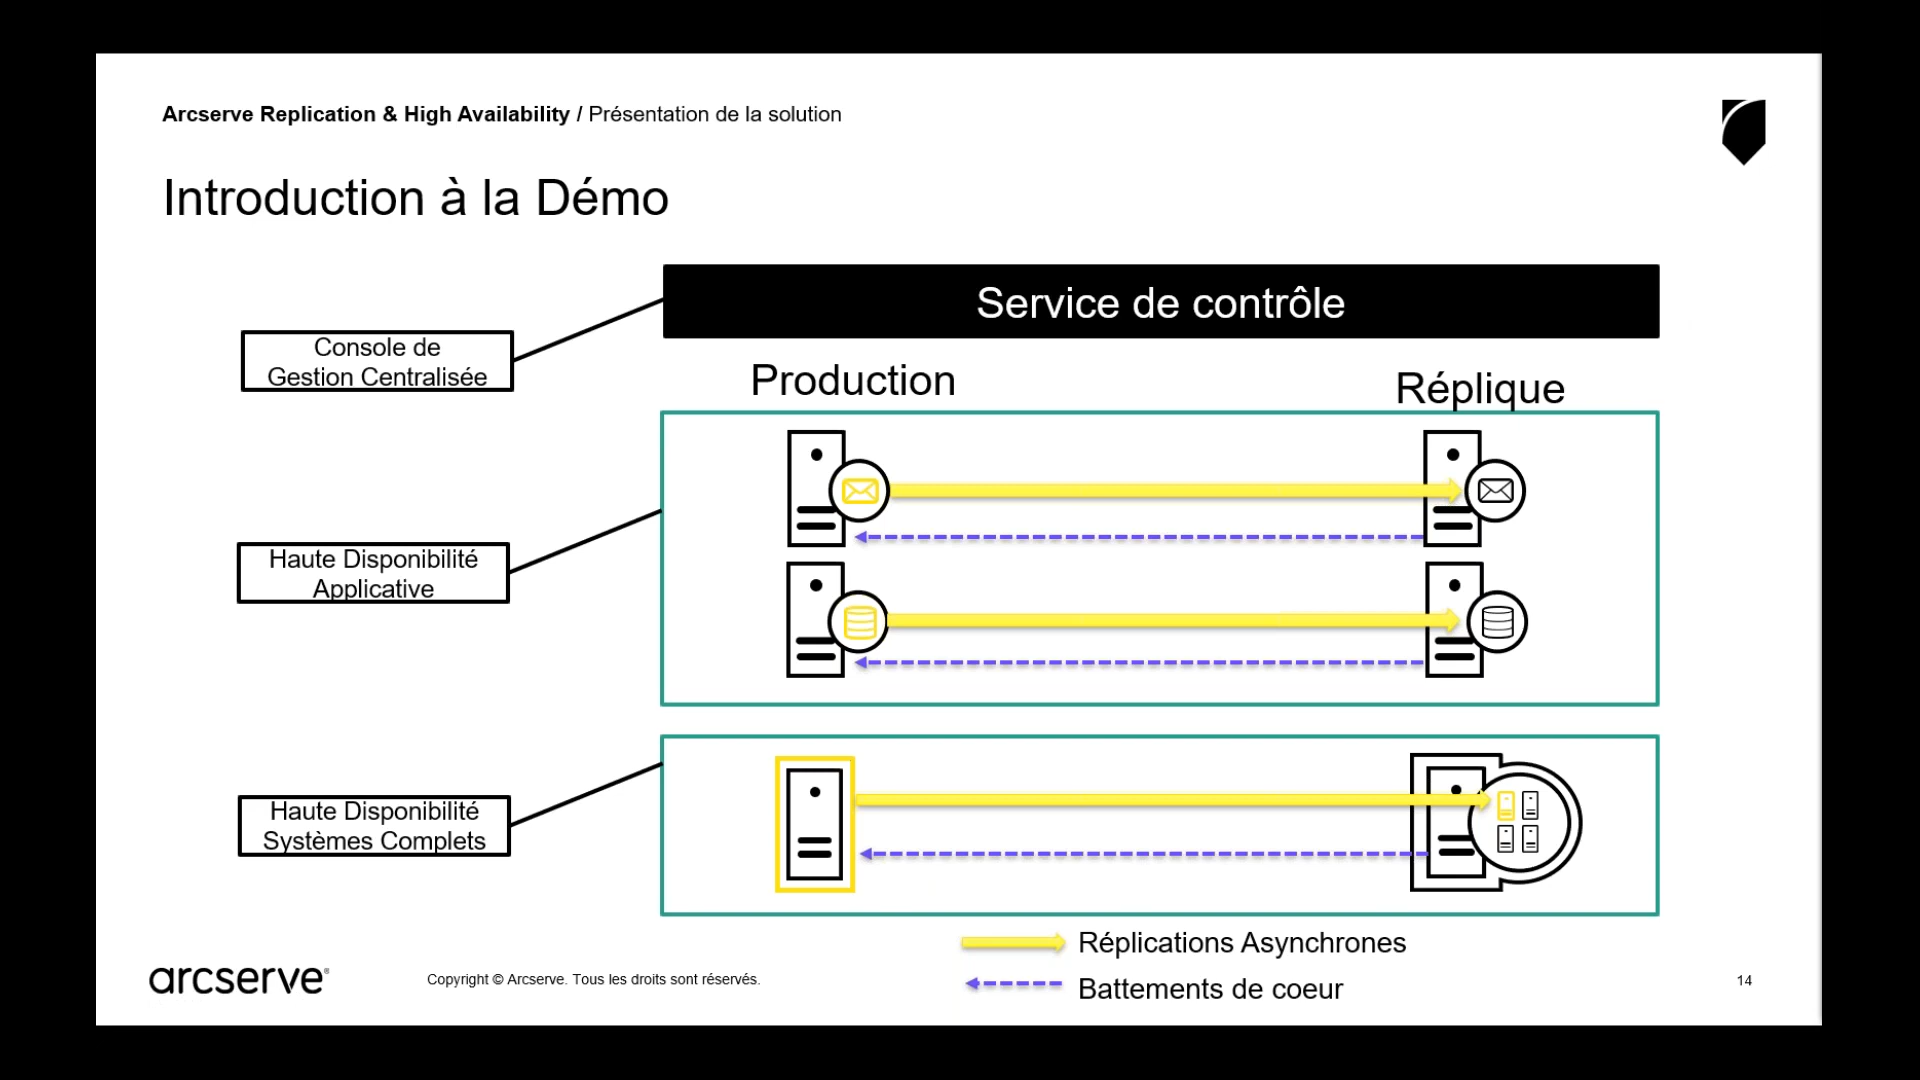 Arcserve Replication & High Availability / Présentation de la solution
Introduction à la Démo
Service de contrôle
Console de
Gestion Centralisée
Production
Réplique
Haute Disponibilité
Applicative
Haute Disponibilité
Systèmes Complets
Réplications Asynchrones
Battements de coeur
arcserve®
Copyright © Arcserve. Tous les droits sont réservés.
14